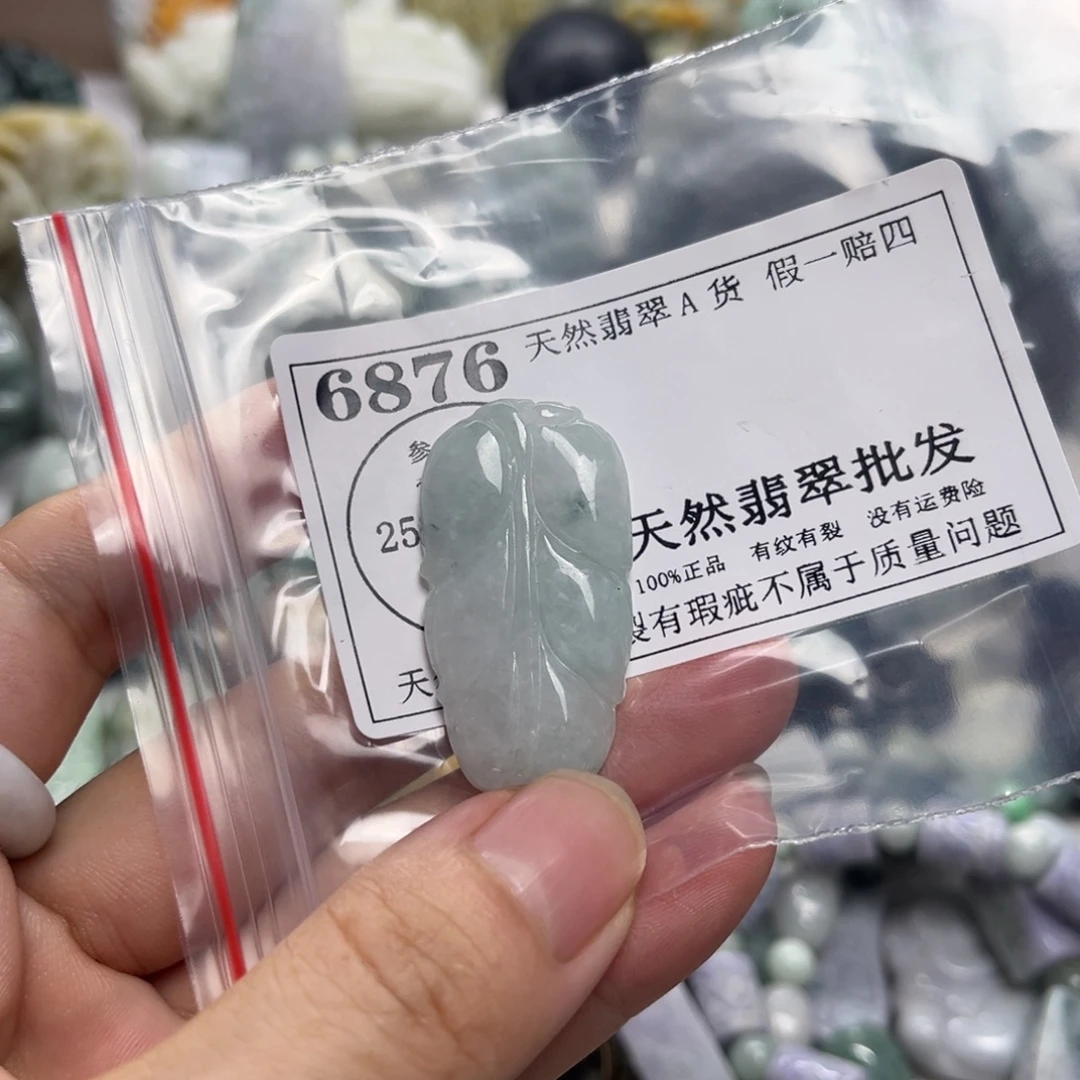 6876 天然翡翠A货 假一赔四
参
25
天然翡翠批发
100%正品 有纹有裂 没有运费险
裂有瑕疵不属于质量问题
天